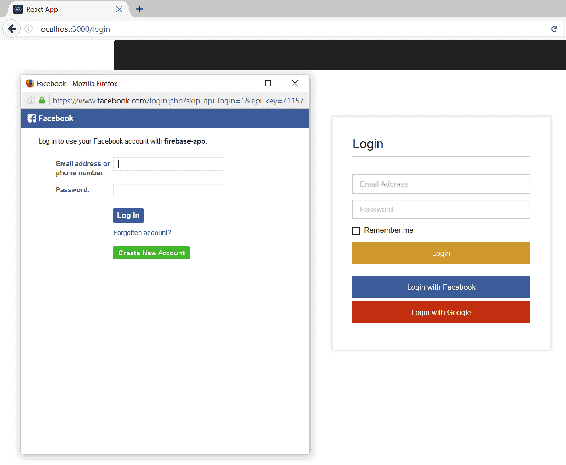 React App
localhost:3000/login
Facebook - Mozilla Firefox
https://www.facebook.com/login.php?skip_api_login=1&api_key=71157
Facebook
Log in to use your Facebook account with firebase-app.
Email address or
phone number:
Password:
Log In
Forgotten account?
Create New Account
Login
Email Address
Password
Remember me
Login
Login with Facebook
Login with Google